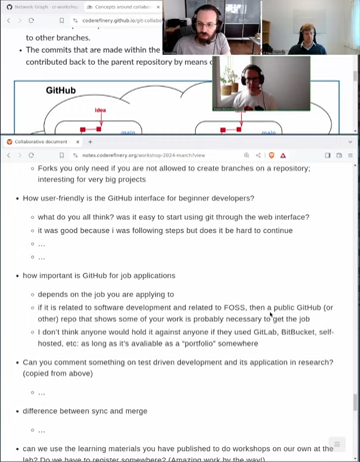 Network Graph · cr-workshop
Concepts around collabor
coderefinery.github.io/git-collab
to other branches.
• The commits that are made within the
contributed back to the parent repository by means
GitHub
idea
idea
main
main
Collaborative document -
notes.coderefinery.org/workshop-2024-march?view
Forks you only need if you are not allowed to create branches on a repository;
interesting for very big projects
• How user-friendly is the GitHub interface for beginner developers?
○ what do you all think? was it easy to start using git through the web interface?
○ it was good because i was following steps but does it be hard to continue
○ ...
○ ...
• how important is GitHub for job applications
○ depends on the job you are applying to
○ if it is related to software development and related to FOSS, then a public GitHub (or
other) repo that shows some of your work is probably necessary to get the job
○ I don't think anyone would hold it against anyone if they used GitLab, BitBucket, self-
hosted, etc: as long as it's avaliable as a "portfolio" somewhere
• Can you comment something on test driven development and its application in research?
(copied from above)
○ ...
• difference between sync and merge
○ ...
• can we use the learning materials you have published to do workshops on our own at the
lab? Do we have to register somewhere? (Amazing work by the way!)